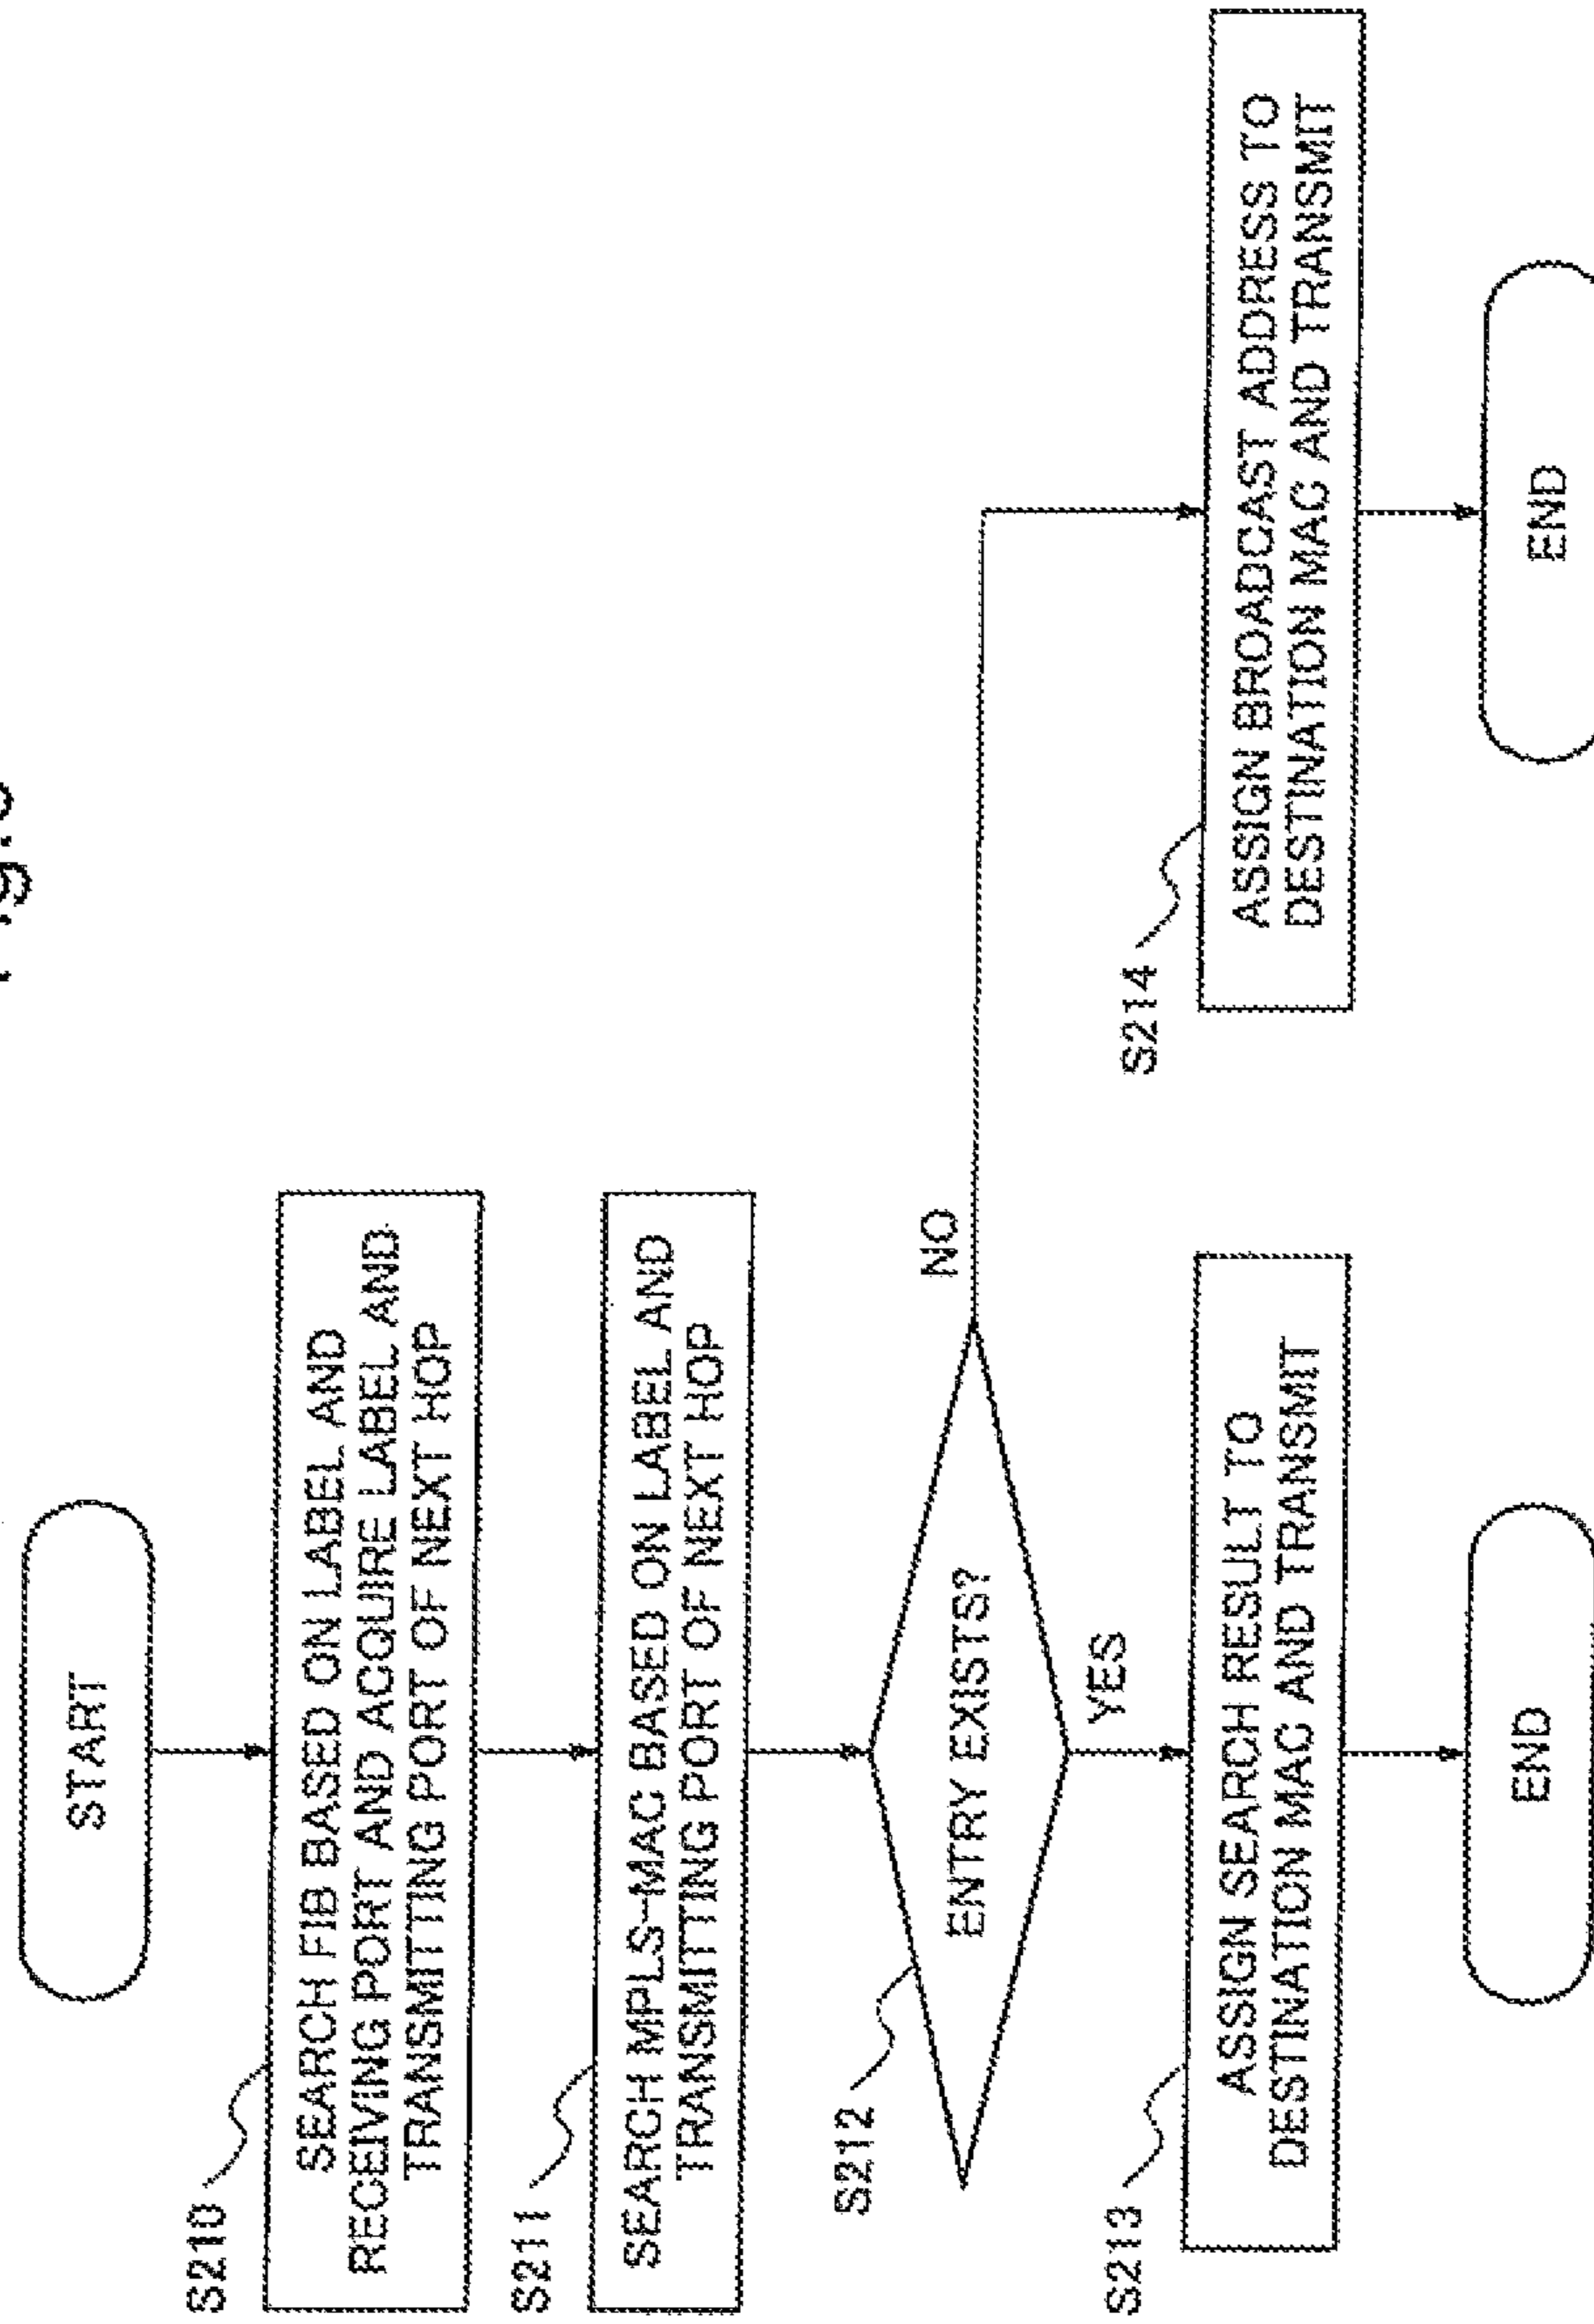 START
S210
SEARCH FIB BASED ON LABEL AND
RECEIVING PORT AND ACQUIRE LABEL AND
TRANSMITTING PORT OF NEXT HOP
S211
SEARCH MPLS-MAC BASED ON LABEL AND
TRANSMITTING PORT OF NEXT HOP
S212
ENTRY EXISTS?
NO
YES
S213
ASSIGN SEARCH RESULT TO
DESTINATION MAC AND TRANSMIT
END
S214
ASSIGN BROADCAST ADDRESS TO
DESTINATION MAC AND TRANSMIT
END